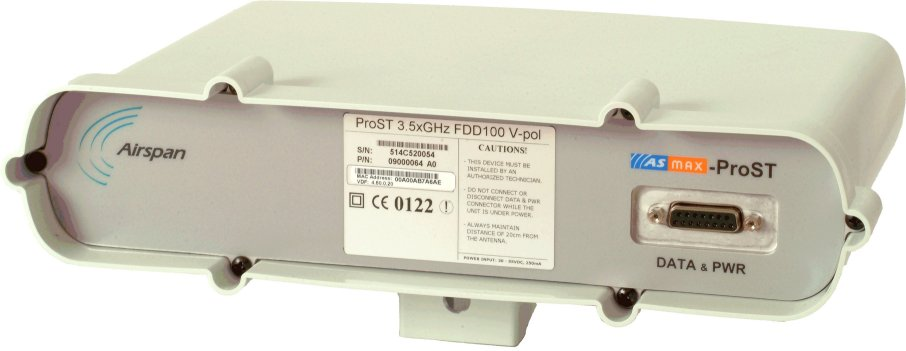 Airspan
ProST 3.5xGHz FDD100 V-pol
S/N: 514C520054
P/N: 09000064 A0
MAC Address: 00A00AB7A6AE
VDP: 4.60.0.20
CE 0122
CAUTIONS!
- THIS DEVICE MUST BE
INSTALLED BY AN
AUTHORIZED TECHNICIAN.
- DO NOT CONNECT OR
DISCONNECT DATA & PWR
CONNECTOR WHILE THE
UNIT IS UNDER POWER.
- ALWAYS MAINTAIN
DISTANCE OF 20cm FROM
THE ANTENNA.
POWER INPUT: 30 - 55VDC, 250mA
AS MAX-ProST
DATA & PWR